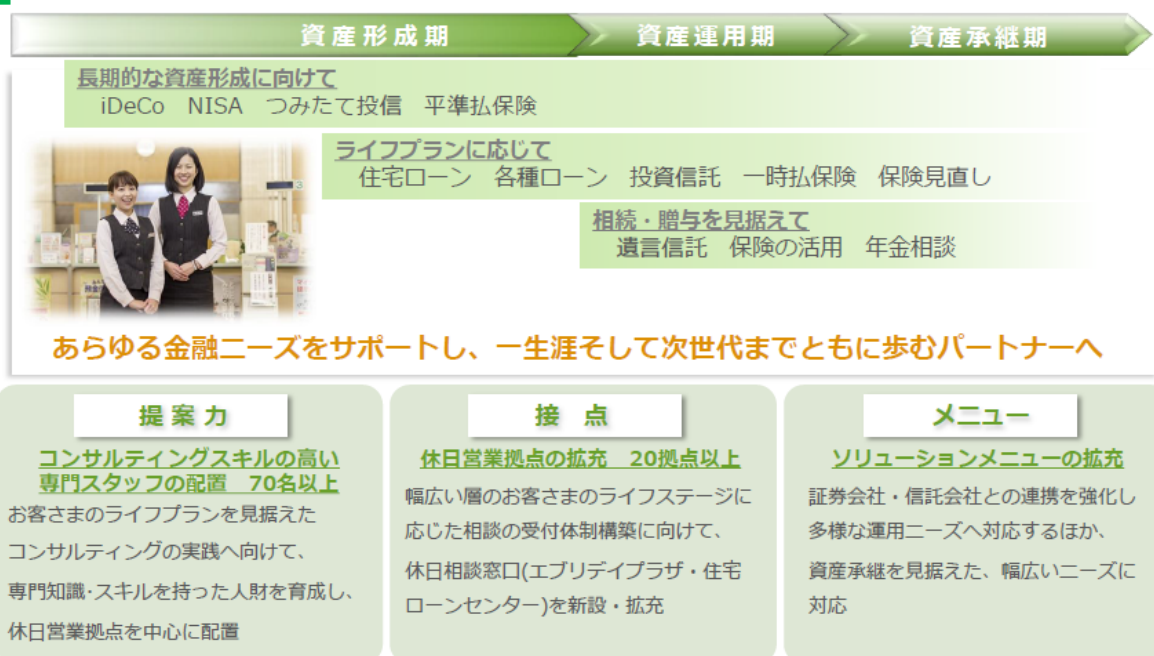 資産形成期 資産運用期 資産承継期
長期的な資産形成に向けて
iDeCo NISA つみたて投信 平準払保険
ライフプランに応じて
住宅ローン 各種ローン 投資信託 一時払保険 保険見直し
相続・贈与を見据えて
遺言信託 保険の活用 年金相談
あらゆる金融ニーズをサポートし、一生涯そして次世代までともに歩むパートナーへ
提案力
コンサルティングスキルの高い
専門スタッフの配置 70名以上
お客さまのライフプランを見据えた
コンサルティングの実践へ向けて、
専門知識・スキルを持った人財を育成し、
休日営業拠点を中心に配置
接 点
休日営業拠点の拡充 20拠点以上
幅広い層のお客さまのライフステージに
応じた相談の受付体制構築に向けて、
休日相談窓口(エブリデイプラザ・住宅
ローンセンター)を新設・拡充
メニュー
ソリューションメニューの拡充
証券会社・信託会社との連携を強化し
多様な運用ニーズへ対応するほか、
資産承継を見据えた、幅広いニーズに
対応